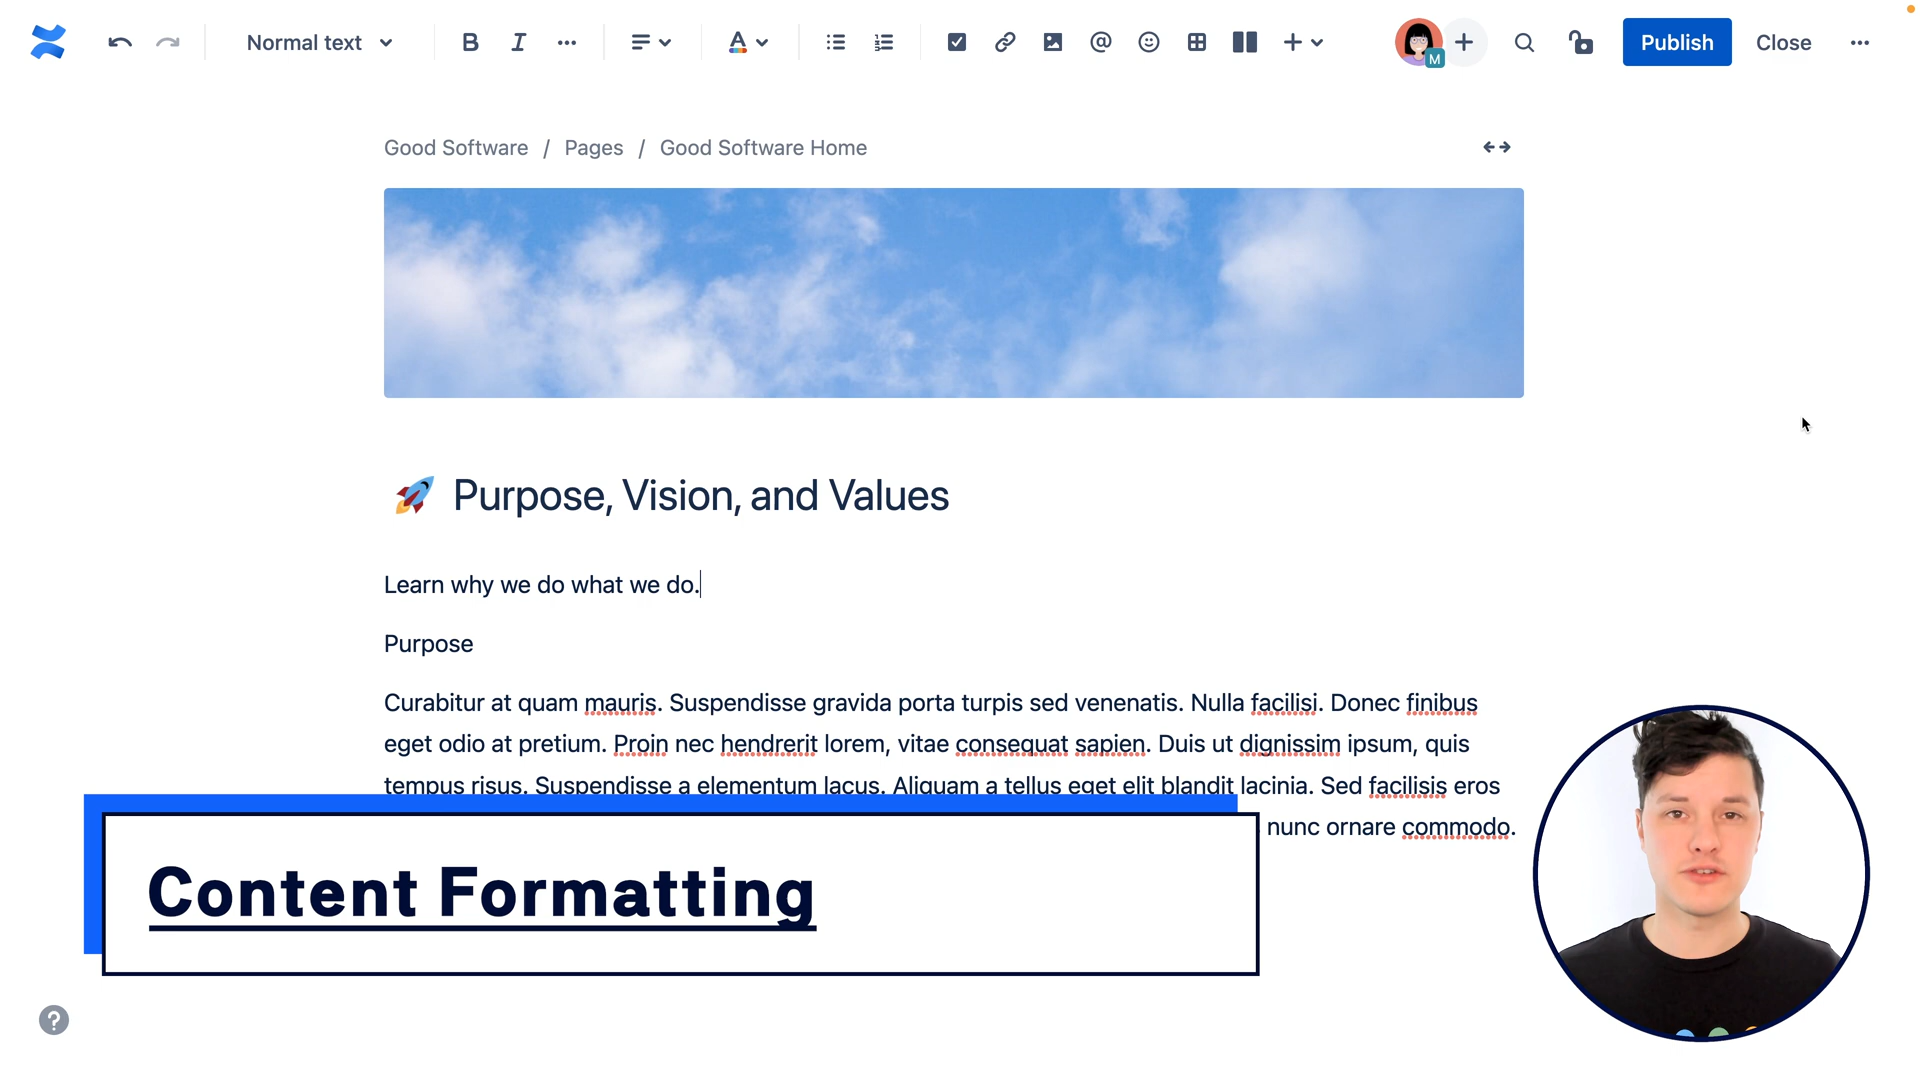 Normal text
B I A @ M Publish Close
Good Software / Pages / Good Software Home
Purpose, Vision, and Values
Learn why we do what we do.
Purpose
Curabitur at quam mauris. Suspendisse gravida porta turpis sed venenatis. Nulla facilisi. Donec finibus
eget odio at pretium. Proin nec hendrerit lorem, vitae consequat sapien. Duis ut dignissim ipsum, quis
tempus risus. Suspendisse a elementum lacus. Aliquam a tellus eget elit blandit lacinia. Sed facilisis eros
nunc ornare commodo.
Content Formatting
?